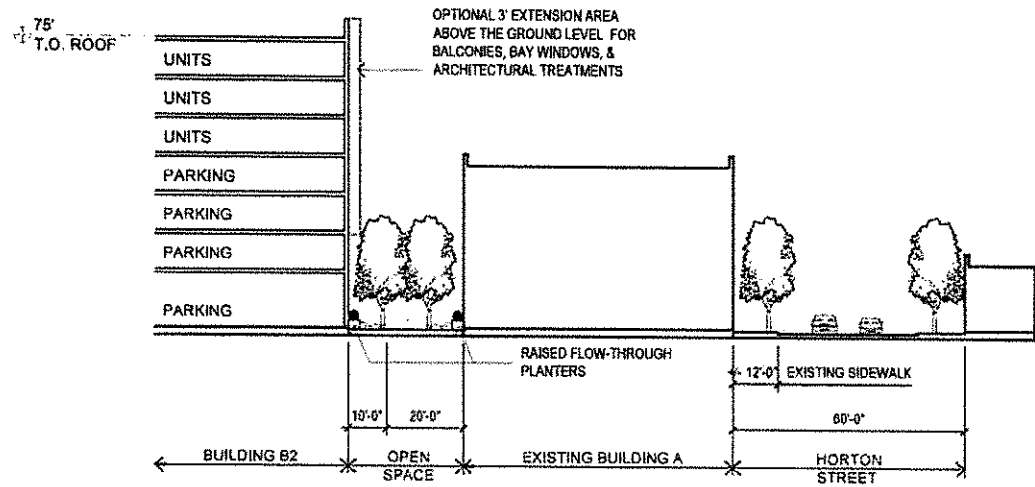 75'
T.O. ROOF
OPTIONAL 3' EXTENSION AREA
ABOVE THE GROUND LEVEL FOR
BALCONIES, BAY WINDOWS, &
ARCHITECTURAL TREATMENTS
UNITS
UNITS
UNITS
PARKING
PARKING
PARKING
PARKING
RAISED FLOW-THROUGH
PLANTERS
12'-0" EXISTING SIDEWALK
10'-0" 20'-0"
60'-0"
BUILDING B2
OPEN
SPACE
EXISTING BUILDING A
HORTON
STREET